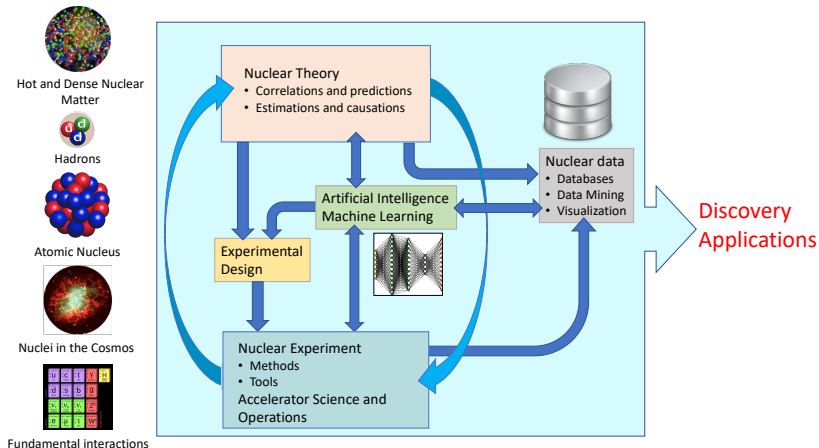 Hot and Dense Nuclear
Matter
d
d
Hadrons
Atomic Nucleus
Nuclei in the Cosmos
u c t γ H
d s b g
e μ τ W
Fundamental interactions
Nuclear Theory
• Correlations and predictions
• Estimations and causations
Artificial Intelligence
Machine Learning
Experimental
Design
Nuclear Experiment
• Methods
• Tools
Accelerator Science and
Operations
Nuclear data
• Databases
• Data Mining
• Visualization
Discovery
Applications